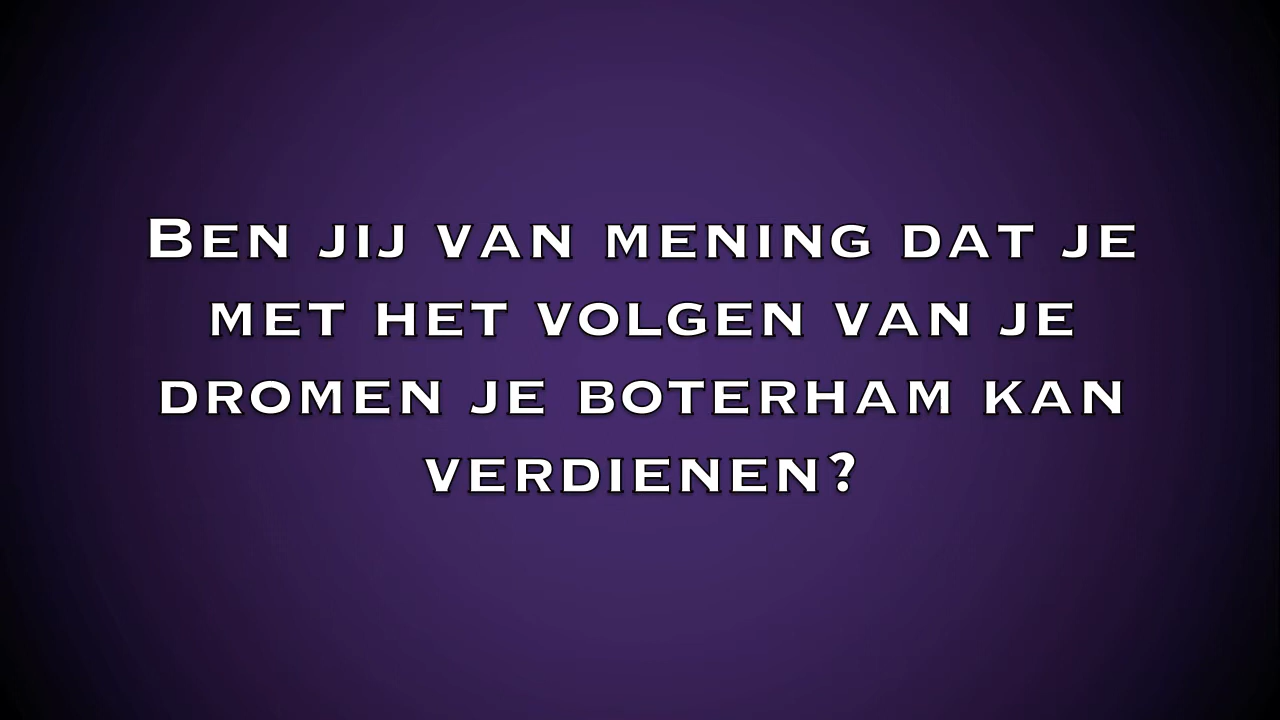 Ben jij van mening dat je
met het volgen van je
dromen je boterham kan
verdienen?